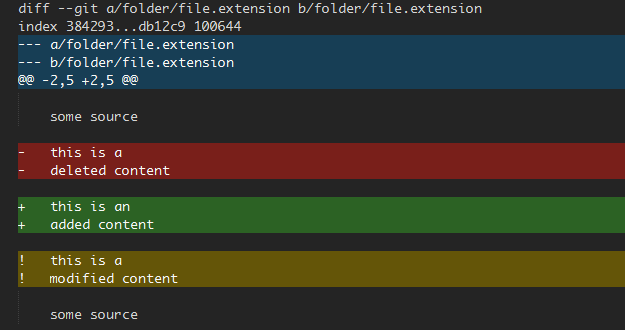 diff --git a/folder/file.extension b/folder/file.extension
index 384293...db12c9 100644
--- a/folder/file.extension
--- b/folder/file.extension
@@ -2,5 +2,5 @@
some source
-   this is a
-   deleted content
+   this is an
+   added content
!   this is a
!   modified content
some source